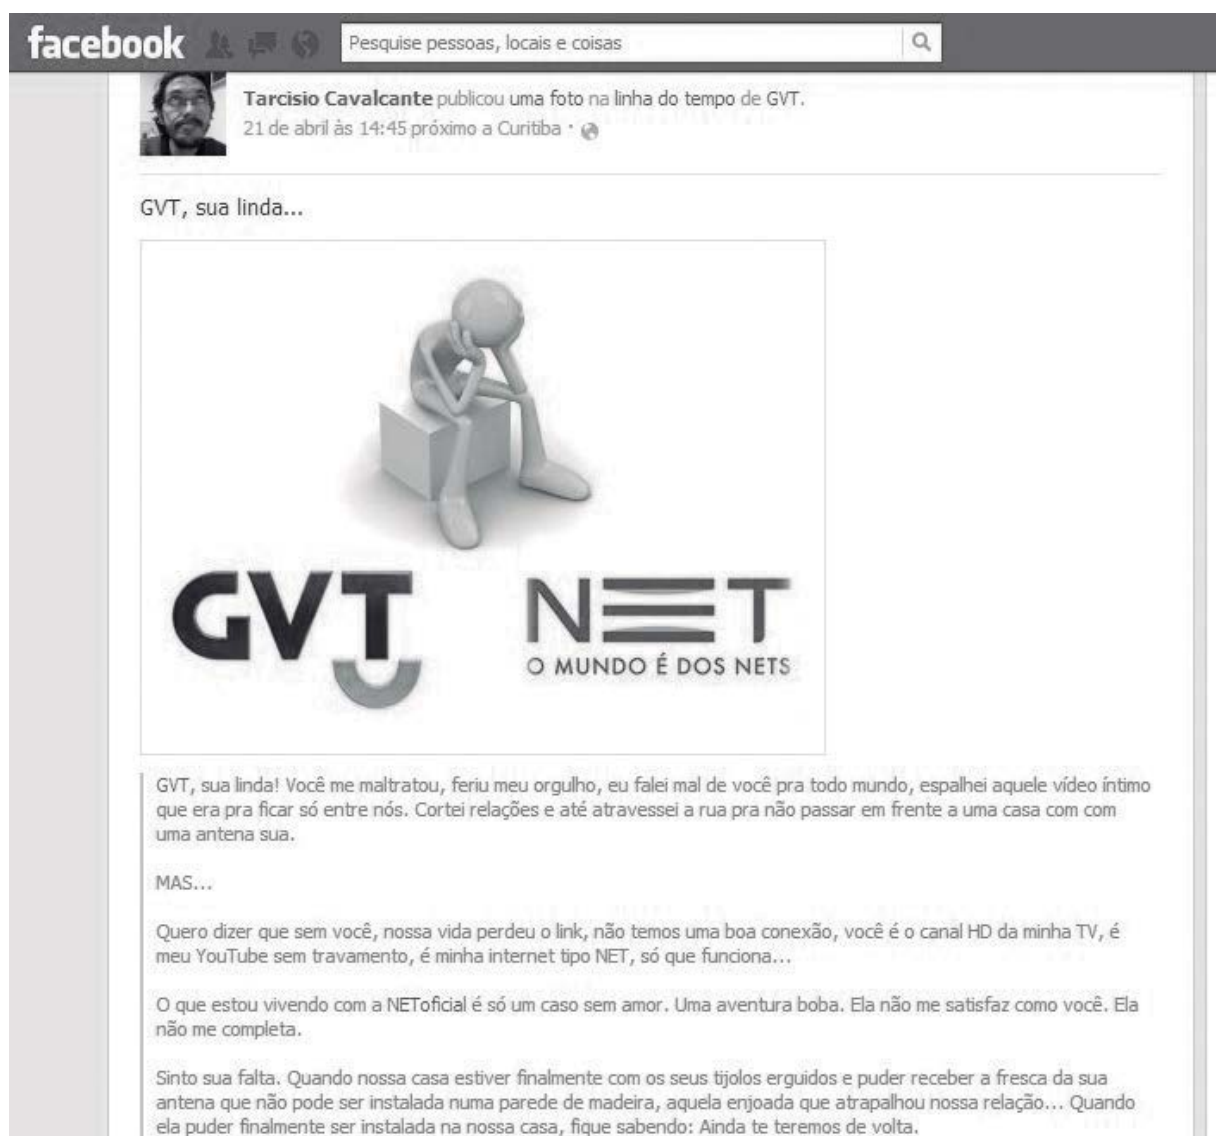 facebook
Pesquise pessoas, locais e coisas
Tarcisio Cavalcante publicou uma foto na linha do tempo de GVT.
21 de abril às 14:45 próximo a Curitiba ·
GVT, sua linda...
GVT
NET
O MUNDO É DOS NETS
GVT, sua linda! Você me maltratou, feriu meu orgulho, eu falei mal de você pra todo mundo, espalhei aquele vídeo íntimo
que era pra ficar só entre nós. Cortei relações e até atravessei a rua pra não passar em frente a uma casa com com
uma antena sua.
MAS...
Quero dizer que sem você, nossa vida perdeu o link, não temos uma boa conexão, você é o canal HD da minha TV, é
meu YouTube sem travamento, é minha internet tipo NET, só que funciona...
O que estou vivendo com a NEToficial é só um caso sem amor. Uma aventura boba. Ela não me satisfaz como você. Ela
não me completa.
Sinto sua falta. Quando nossa casa estiver finalmente com os seus tijolos erguidos e puder receber a fresca da sua
antena que não pode ser instalada numa parede de madeira, aquela enjoada que atrapalhou nossa relação... Quando
ela puder finalmente ser instalada na nossa casa, fique sabendo: Ainda te teremos de volta.